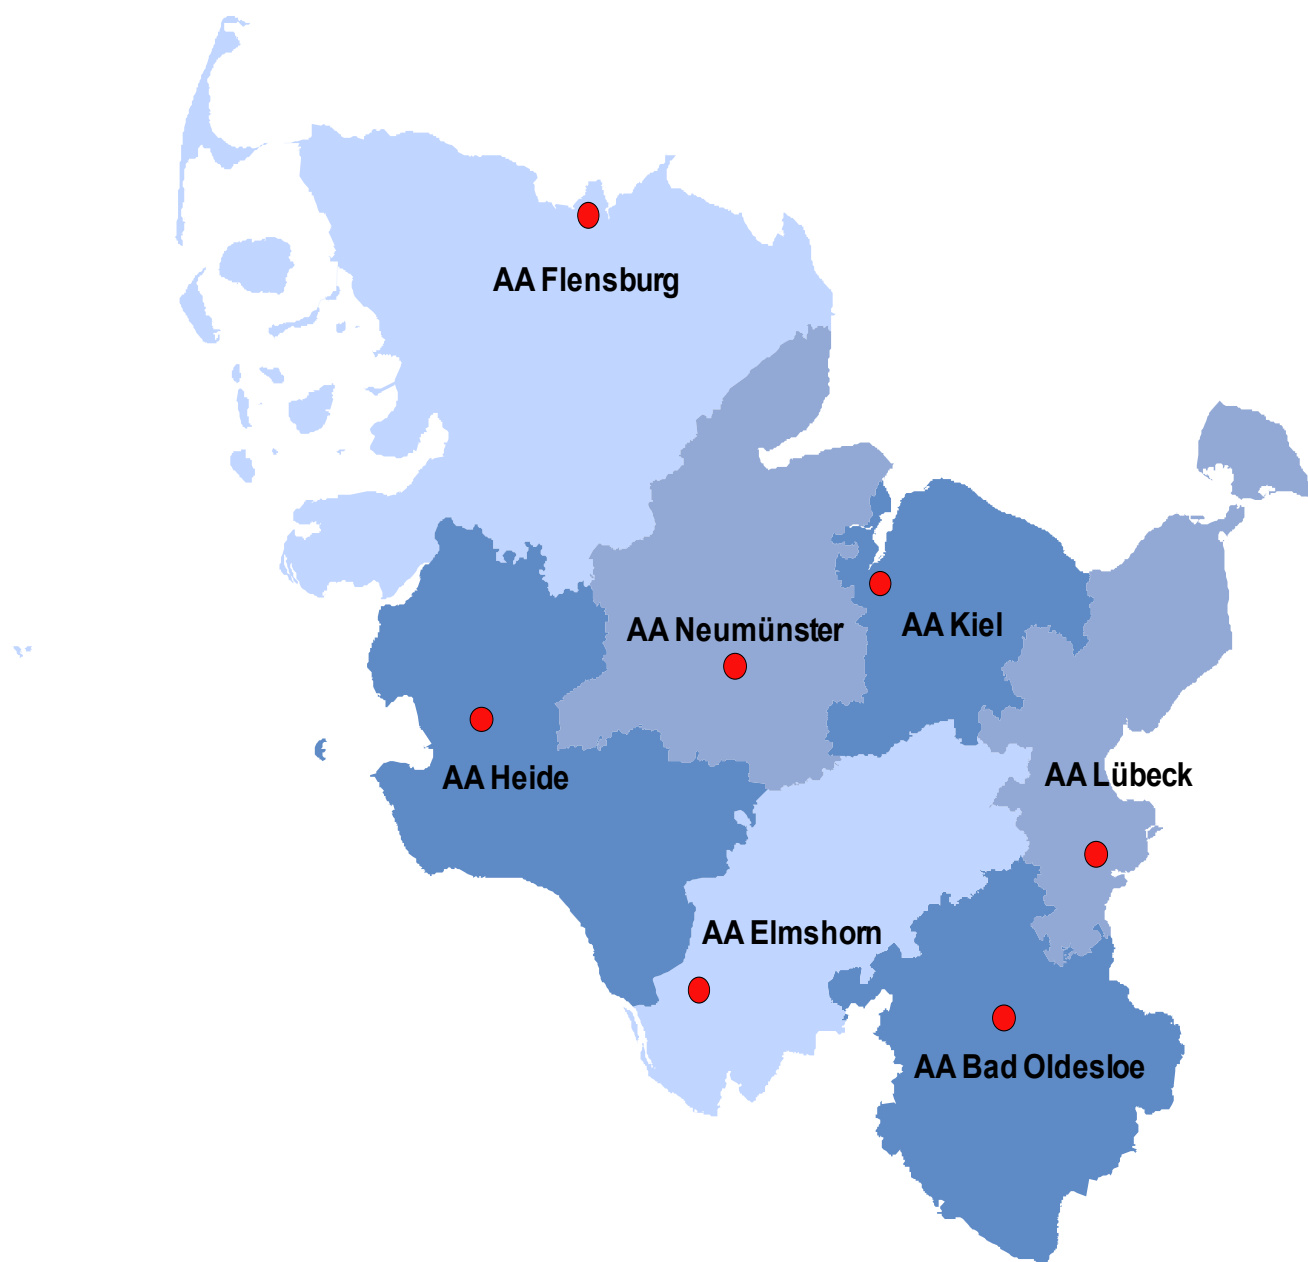 AA Flensburg
AA Neumünster
AA Kiel
AA Heide
AA Lübeck
AA Elmshorn
AA Bad Oldesloe